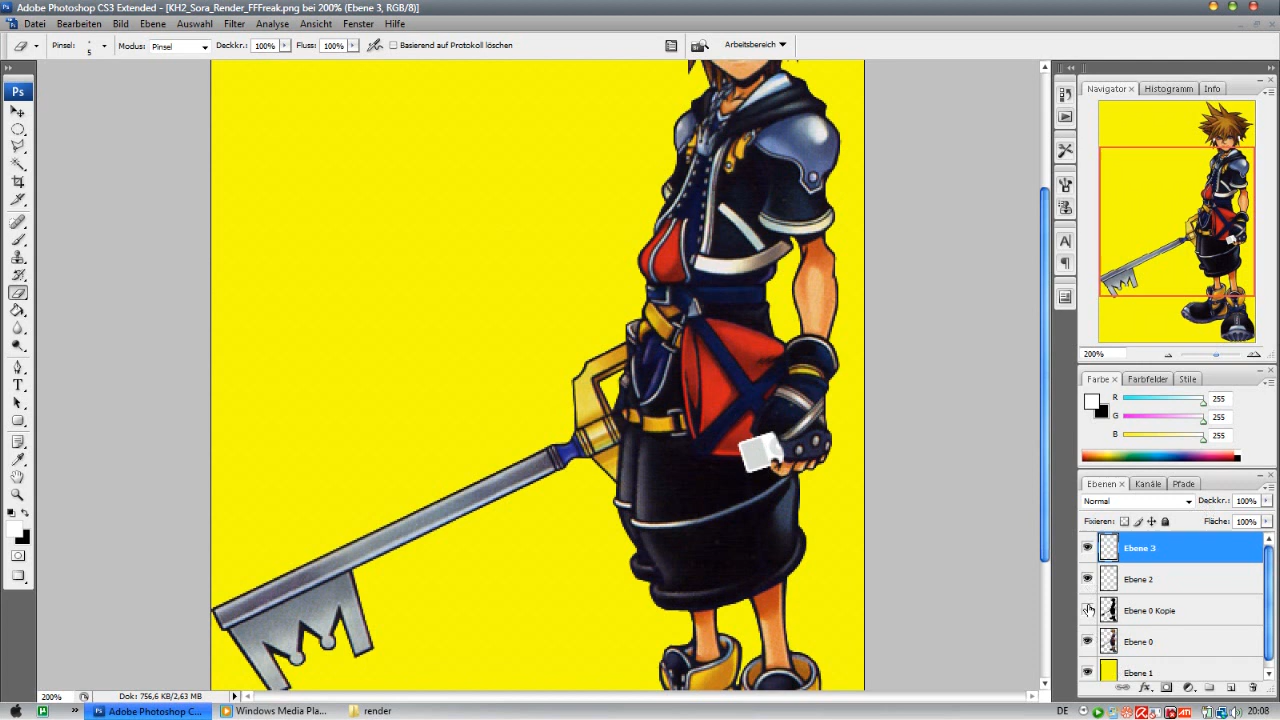 Adobe Photoshop CS3 Extended - [KH2_Sora_Render_FFFreak.png bei 200% (Ebene 3, RGB/8)]
Datei Bearbeiten Bild Ebene Auswahl Filter Analyse Ansicht Fenster Hilfe
Pinsel: 5 Modus: Pinsel Deckkr.: 100% Fluss: 100% Basierend auf Protokoll löschen Arbeitsbereich
Ps
Navigator Histogramm Info
200%
Farbe Farbfelder Stile
R 255
G 255
B 255
Ebenen Kanäle Pfade
Normal Deckkr.: 100%
Fixieren: Fläche: 100%
Ebene 3
Ebene 2
Ebene 0 Kopie
Ebene 0
Ebene 1
T
A
200% Dok: 756,6 KB/2,63 MB
Adobe Photoshop C... Windows Media Pla... render DE 20:08